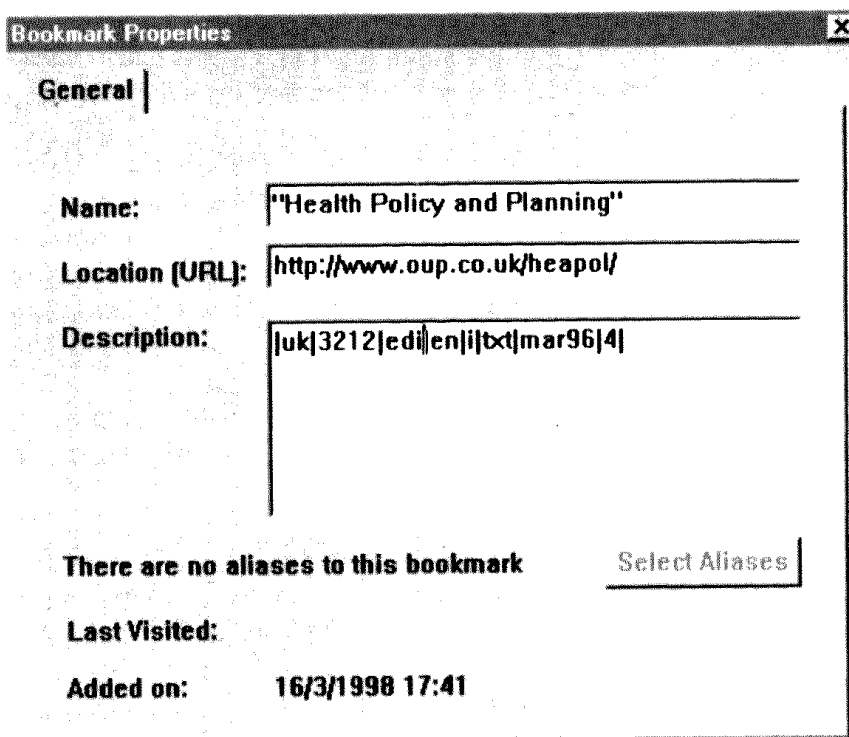 Bookmark Properties
General
Name: "Health Policy and Planning"
Location (URL): http://www.oup.co.uk/heapol/
Description: |uk|3212|edi||en|i|txt|mar96|4|
There are no aliases to this bookmark Select Aliases
Last Visited:
Added on: 16/3/1998 17:41